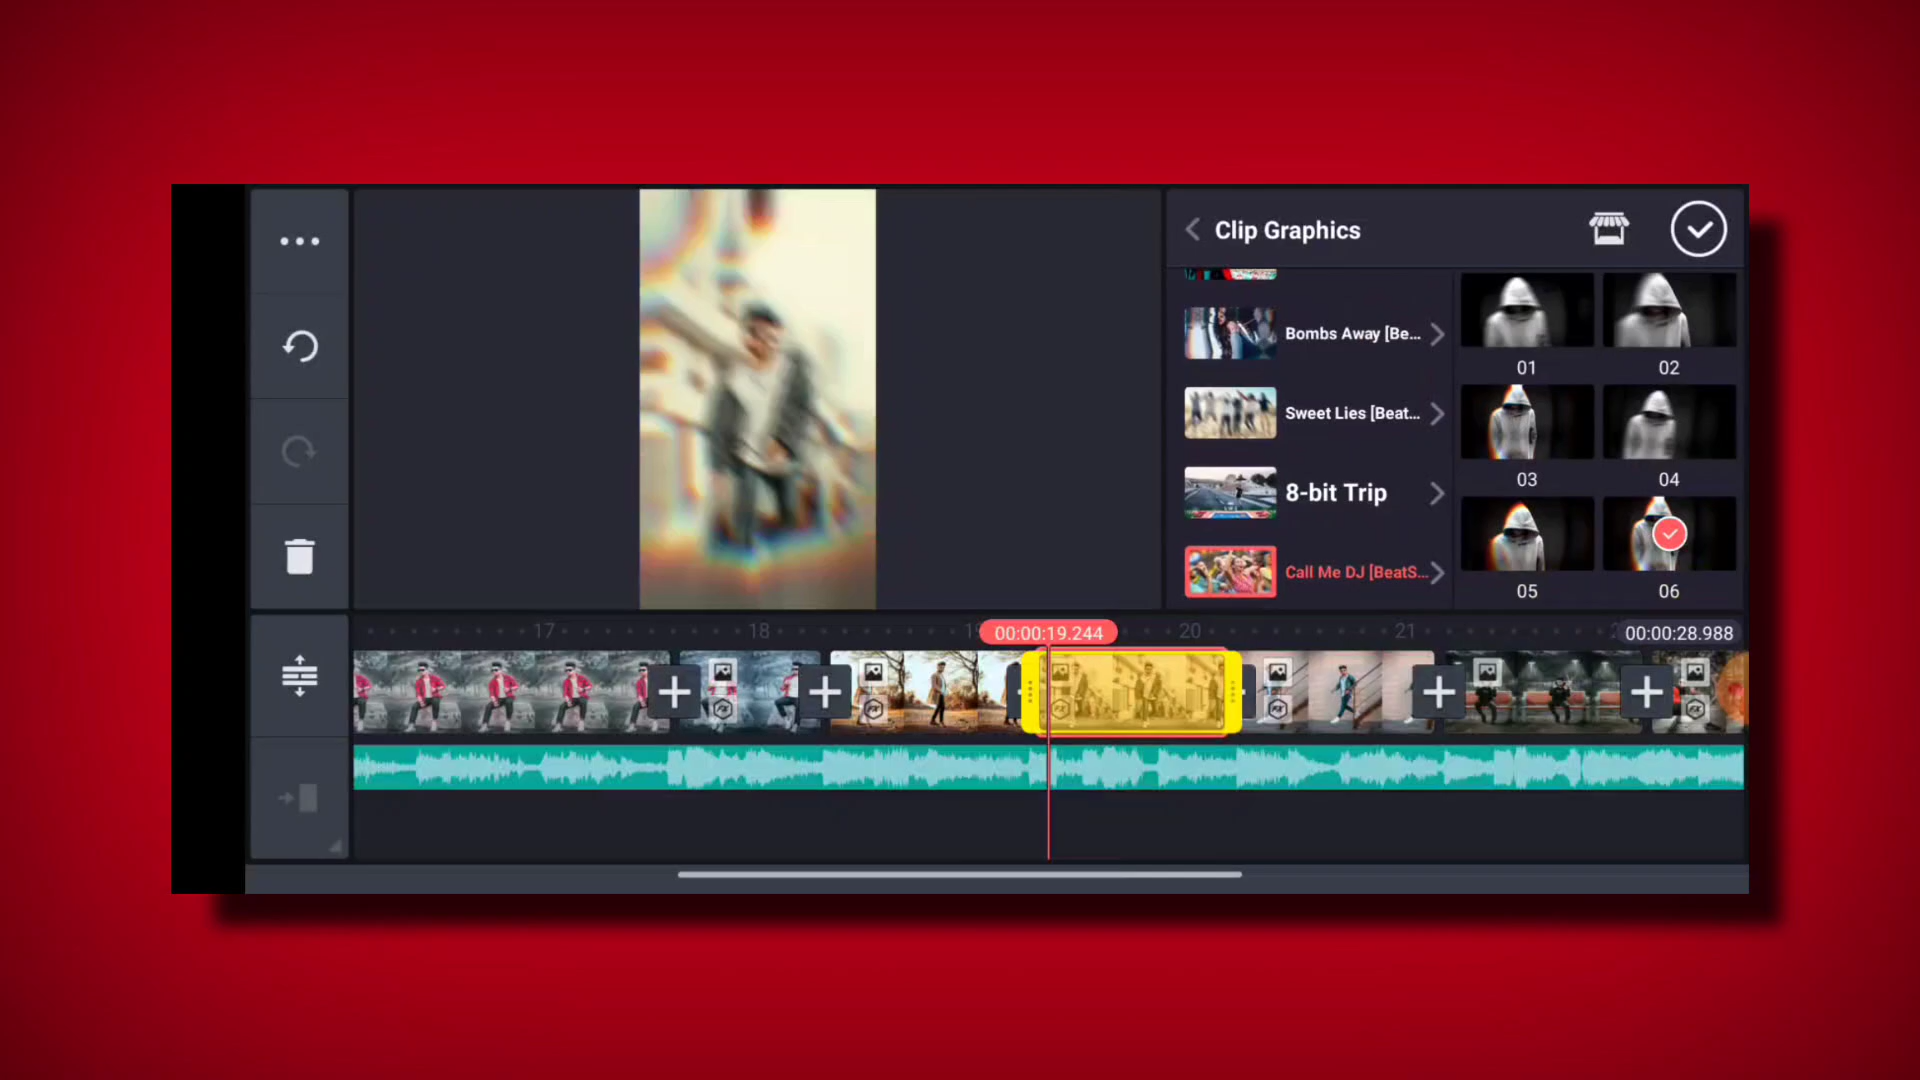 Clip Graphics
Bombs Away [Be...
Sweet Lies [Beat...
8-bit Trip
Call Me DJ [BeatS...
01
02
03
04
05
06
17
18
00:00:19.244
20
21
00:00:28.988